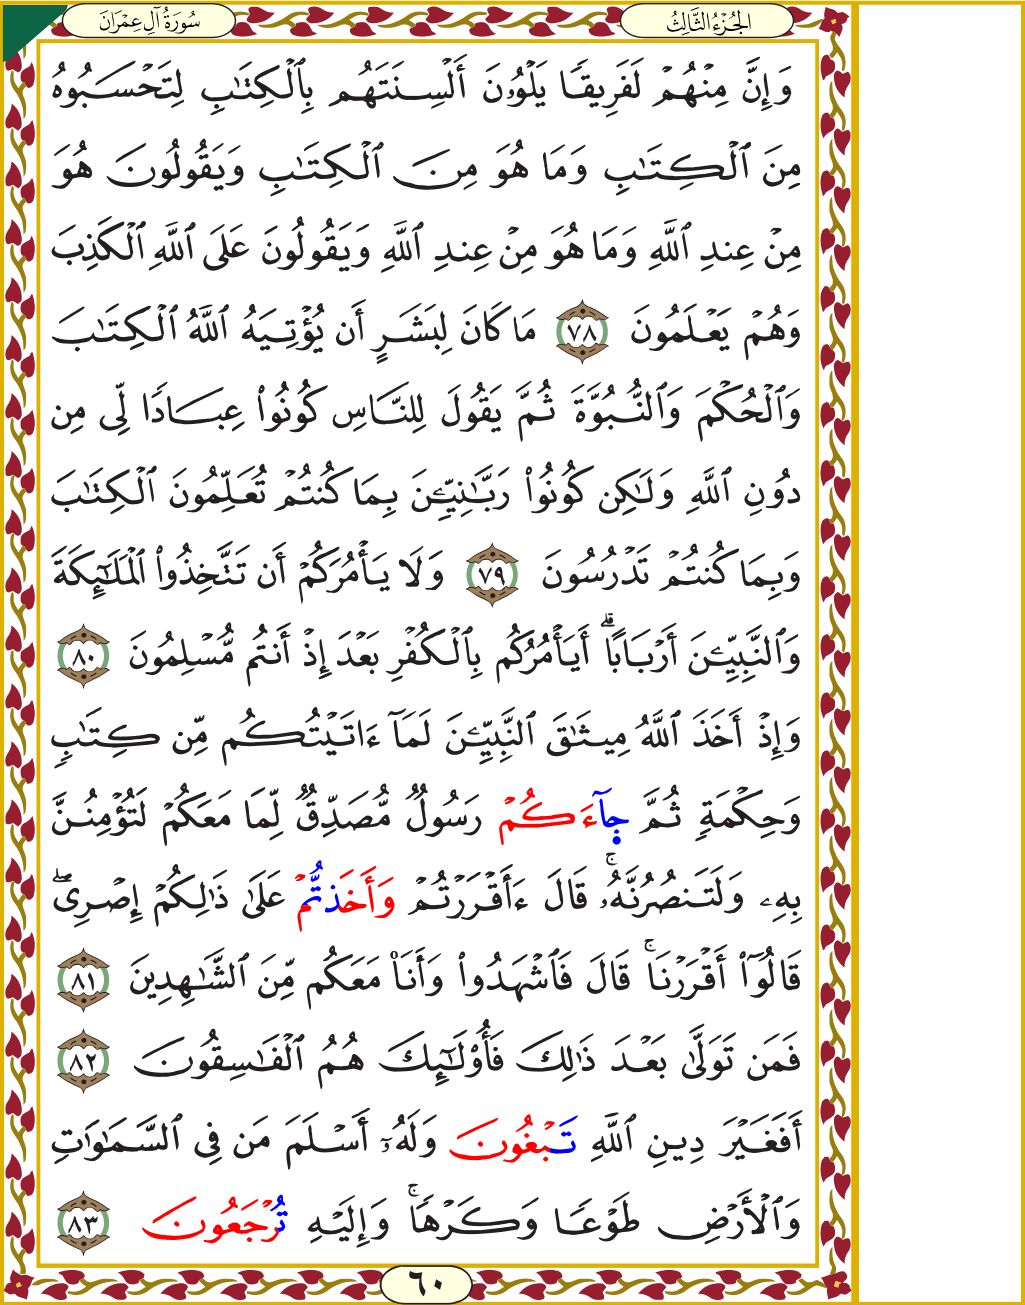 سُورَةُ آلِ عِمْرَانَ
الجُزْءُ الثَّالِثُ
وَإِنَّ مِنْهُمْ لَفَرِيقًا يَلْوُۥنَ أَلْسِنَتَهُم بِٱلْكِتَٰبِ لِتَحْسَبُوهُ
مِنَ ٱلْكِتَٰبِ وَمَا هُوَ مِنَ ٱلْكِتَٰبِ وَيَقُولُونَ هُوَ
مِنْ عِندِ ٱللَّهِ وَمَا هُوَ مِنْ عِندِ ٱللَّهِ وَيَقُولُونَ عَلَى ٱللَّهِ ٱلْكَذِبَ
وَهُمْ يَعْلَمُونَ ٧٨ مَا كَانَ لِبَشَرٍ أَن يُؤْتِيَهُ ٱللَّهُ ٱلْكِتَٰبَ
وَٱلْحُكْمَ وَٱلنُّبُوَّةَ ثُمَّ يَقُولَ لِلنَّاسِ كُونُوا۟ عِبَادًا لِّى مِن
دُونِ ٱللَّهِ وَلَٰكِن كُونُوا۟ رَبَّٰنِيِّـۧنَ بِمَا كُنتُمْ تُعَلِّمُونَ ٱلْكِتَٰبَ
وَبِمَا كُنتُمْ تَدْرُسُونَ ٧٩ وَلَا يَأْمُرَكُمْ أَن تَتَّخِذُوا۟ ٱلْمَلَٰٓئِكَةَ
وَٱلنَّبِيِّـۧنَ أَرْبَابًا ۗ أَيَأْمُرُكُم بِٱلْكُفْرِ بَعْدَ إِذْ أَنتُم مُّسْلِمُونَ ٨٠
وَإِذْ أَخَذَ ٱللَّهُ مِيثَٰقَ ٱلنَّبِيِّـۧنَ لَمَآ ءَاتَيْتُكُم مِّن كِتَٰبٍ
وَحِكْمَةٍ ثُمَّ جَآءَكُمْ رَسُولٌ مُّصَدِّقٌ لِّمَا مَعَكُمْ لَتُؤْمِنُنَّ
بِهِۦ وَلَتَنصُرُنَّهُۥ ۚ قَالَ ءَأَقْرَرْتُمْ وَأَخَذتُّمْ عَلَىٰ ذَٰلِكُمْ إِصْرِى ۖ
قَالُوٓا۟ أَقْرَرْنَا ۚ قَالَ فَٱشْهَدُوا۟ وَأَنَا۠ مَعَكُم مِّنَ ٱلشَّٰهِدِينَ ٨١
فَمَن تَوَلَّىٰ بَعْدَ ذَٰلِكَ فَأُو۟لَٰٓئِكَ هُمُ ٱلْفَٰسِقُونَ ٨٢
أَفَغَيْرَ دِينِ ٱللَّهِ تَبْغُونَ وَلَهُۥٓ أَسْلَمَ مَن فِى ٱلسَّمَٰوَٰتِ
وَٱلْأَرْضِ طَوْعًا وَكَرْهًا ۚ وَإِلَيْهِ تُرْجَعُونَ ٨٣
٦٠